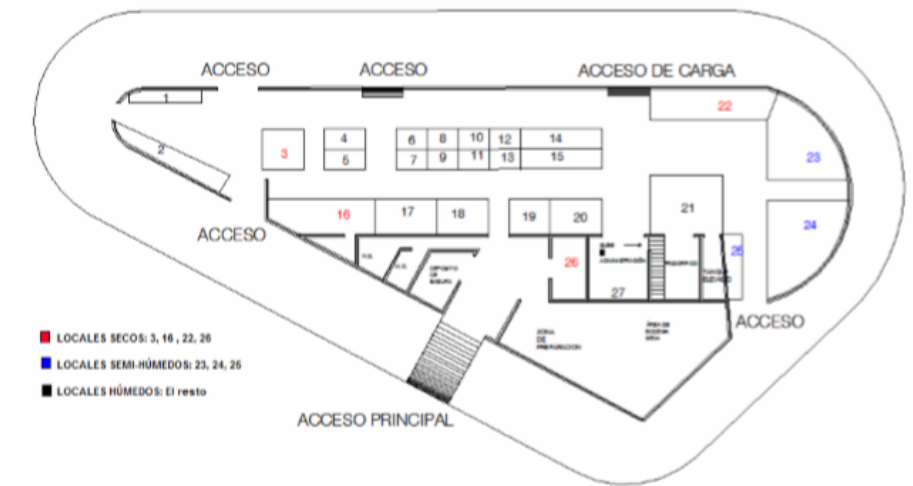 ACCESO
ACCESO
ACCESO DE CARGA
1
22
2
3
4
5
6
8
10
12
14
7
9
11
13
15
23
16
17
18
19
20
21
24
ACCESO
26
25
27
ZONA
DE
PREPARACION
ACCESO
LOCALES SECOS: 3, 16 , 22, 26
LOCALES SEMI-HÚMEDOS: 23, 24, 25
LOCALES HÚMEDOS: El resto
ACCESO PRINCIPAL